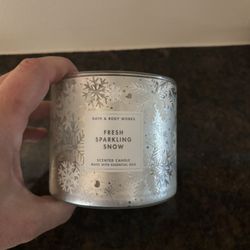 BATH & BODY WORKS
FRESH
SPARKLING
SNOW
SCENTED CANDLE
MADE WITH ESSENTIAL OILS